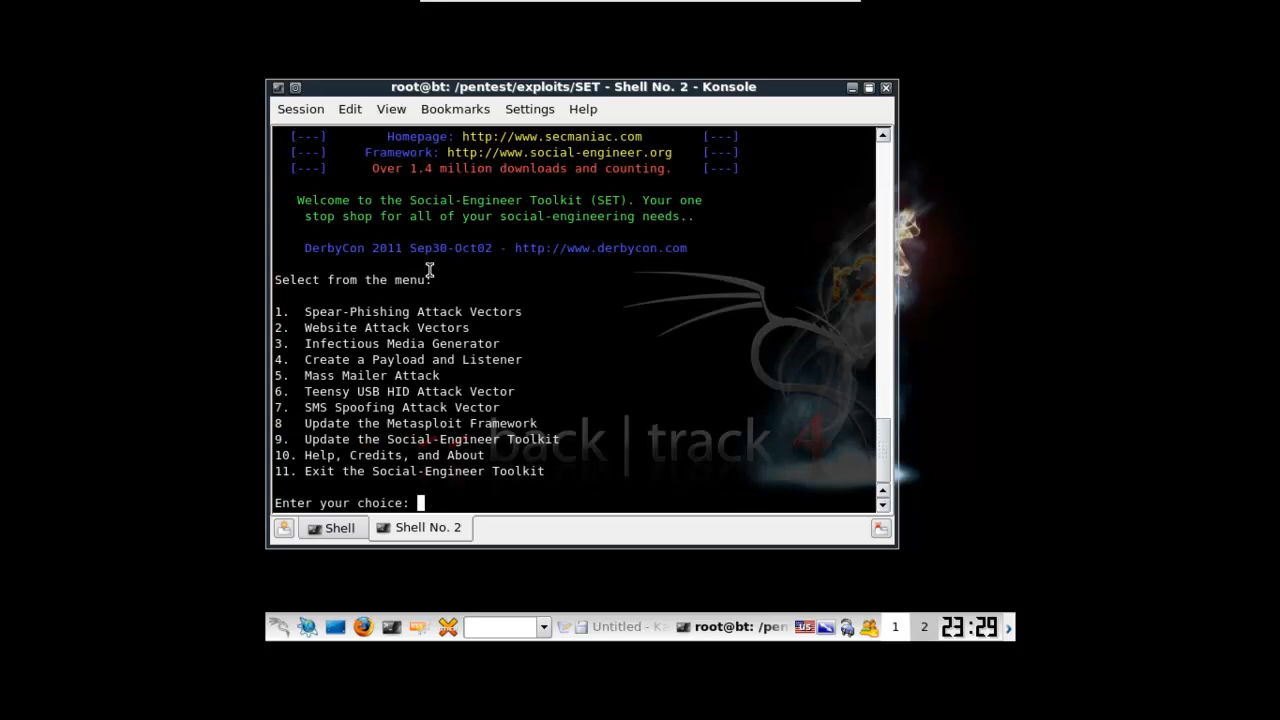 root@bt: /pentest/exploits/SET - Shell No. 2 - Konsole
Session Edit View Bookmarks Settings Help
[---] Homepage: http://www.secmaniac.com [---]
[---] Framework: http://www.social-engineer.org [---]
[---] Over 1.4 million downloads and counting. [---]
Welcome to the Social-Engineer Toolkit (SET). Your one
stop shop for all of your social-engineering needs..
DerbyCon 2011 Sep30-Oct02 - http://www.derbycon.com
Select from the menu:
1. Spear-Phishing Attack Vectors
2. Website Attack Vectors
3. Infectious Media Generator
4. Create a Payload and Listener
5. Mass Mailer Attack
6. Teensy USB HID Attack Vector
7. SMS Spoofing Attack Vector
8 Update the Metasploit Framework
9. Update the Social-Engineer Toolkit
10. Help, Credits, and About
11. Exit the Social-Engineer Toolkit
back | track 4
Enter your choice:
Shell Shell No. 2
Untitled - Ka root@bt: /pen us 1 2 23:29